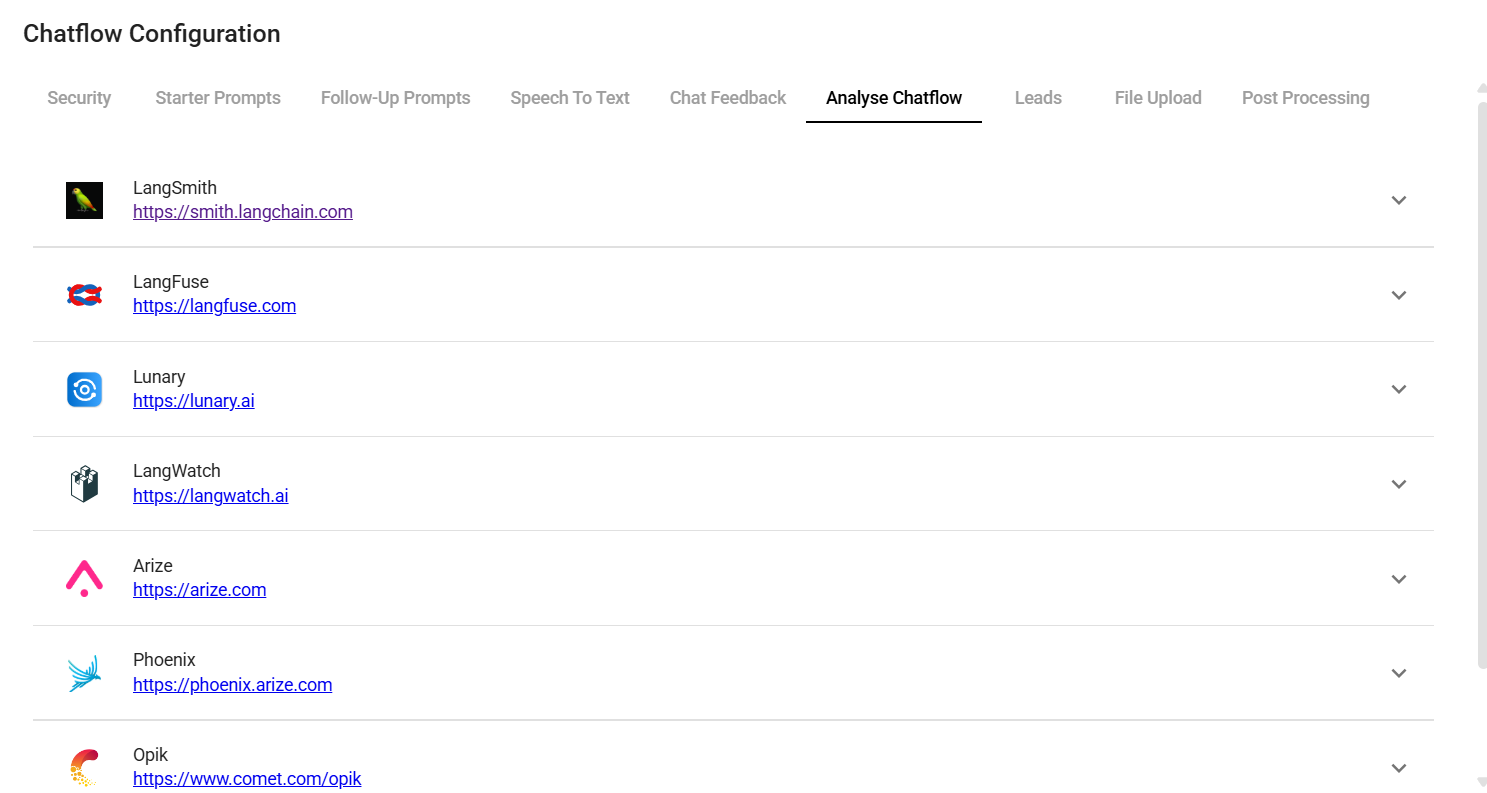 Chatflow Configuration
Security Starter Prompts Follow-Up Prompts Speech To Text Chat Feedback Analyse Chatflow Leads File Upload Post Processing
LangSmith
https://smith.langchain.com
LangFuse
https://langfuse.com
Lunary
https://lunary.ai
LangWatch
https://langwatch.ai
Arize
https://arize.com
Phoenix
https://phoenix.arize.com
Opik
https://www.comet.com/opik